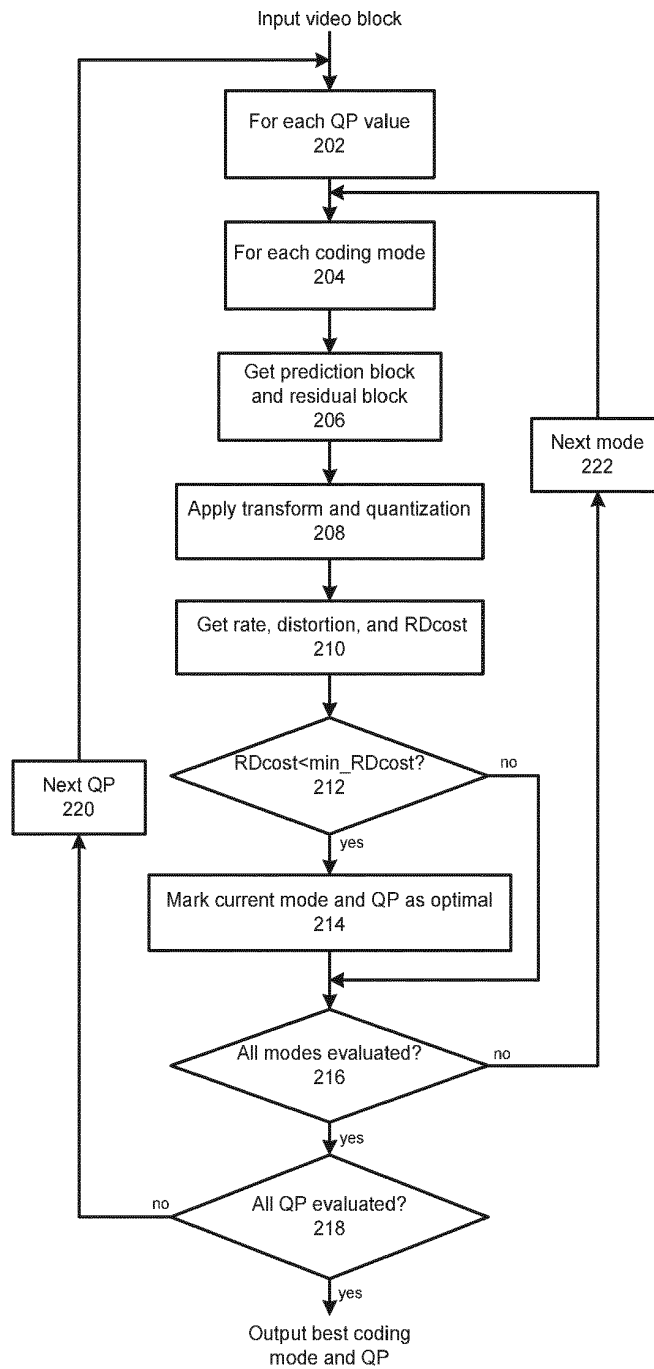 Input video block
For each QP value
202
For each coding mode
204
Get prediction block
and residual block
206
Next mode
222
Apply transform and quantization
208
Get rate, distortion, and RDcost
210
RDcost<min_RDcost?
212
no
yes
Next QP
220
Mark current mode and QP as optimal
214
All modes evaluated?
216
no
yes
All QP evaluated?
218
no
yes
Output best coding
mode and QP